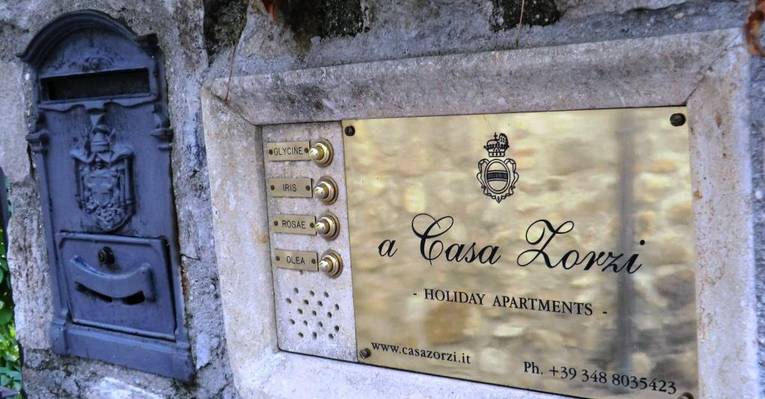 GLYCINE
IRIS
ROSAE
OLEA
a Casa Zorzi
- HOLIDAY APARTMENTS -
www.casazorzi.it
Ph. +39 348 8035423